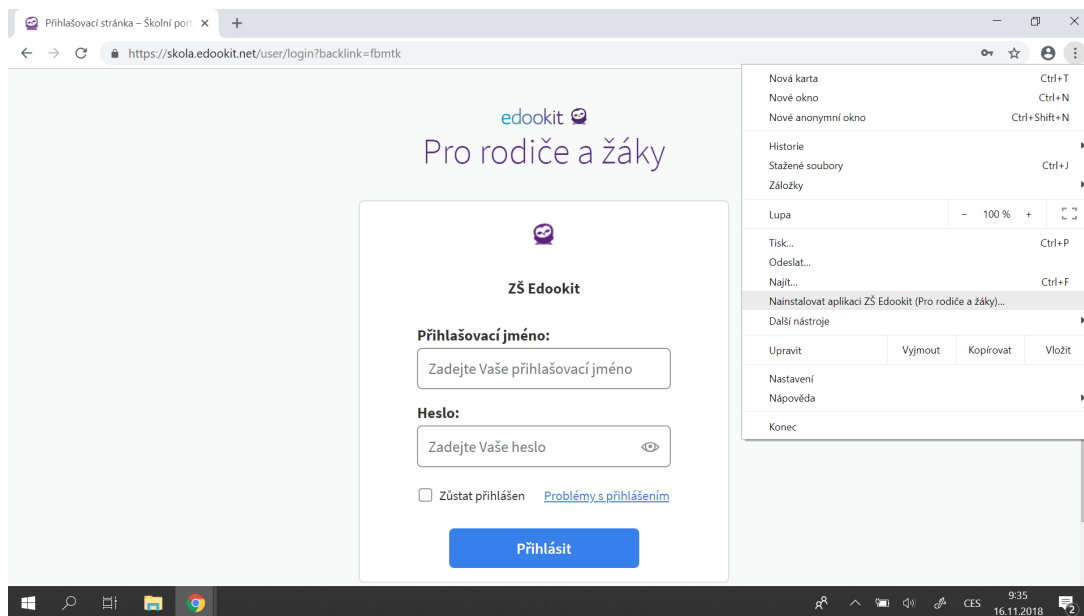 Přihlašovací stránka – Školní port
https://skola.edookit.net/user/login?backlink=fbmtk
edookit
Pro rodiče a žáky
ZŠ Edookit
Přihlašovací jméno:
Zadejte Vaše přihlašovací jméno
Heslo:
Zadejte Vaše heslo
Zůstat přihlášen Problémy s přihlášením
Přihlásit
Nová karta Ctrl+T
Nové okno Ctrl+N
Nové anonymní okno Ctrl+Shift+N
Historie
Stažené soubory Ctrl+J
Záložky
Lupa − 100 % +
Tisk... Ctrl+P
Odeslat...
Najít... Ctrl+F
Nainstalovat aplikaci ZŠ Edookit (Pro rodiče a žáky)...
Další nástroje
Upravit Vyjmout Kopírovat Vložit
Nastavení
Nápověda
Konec
CES
9:35
16.11.2018
2